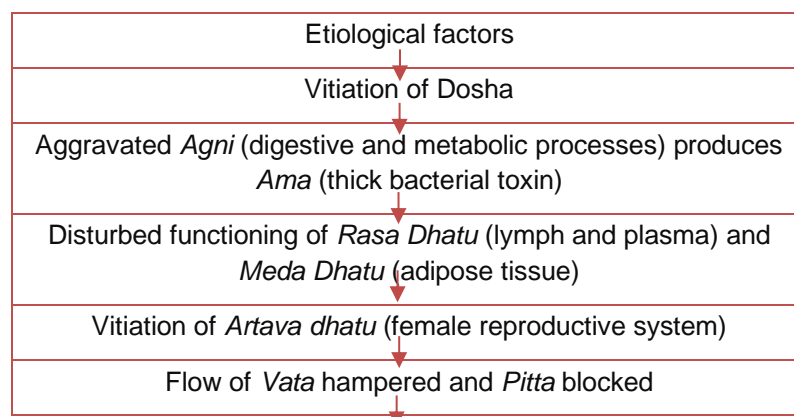 Etiological factors
Vitiation of Dosha
Aggravated Agni (digestive and metabolic processes) produces
Ama (thick bacterial toxin)
Disturbed functioning of Rasa Dhatu (lymph and plasma) and
Meda Dhatu (adipose tissue)
Vitiation of Artava dhatu (female reproductive system)
Flow of Vata hampered and Pitta blocked